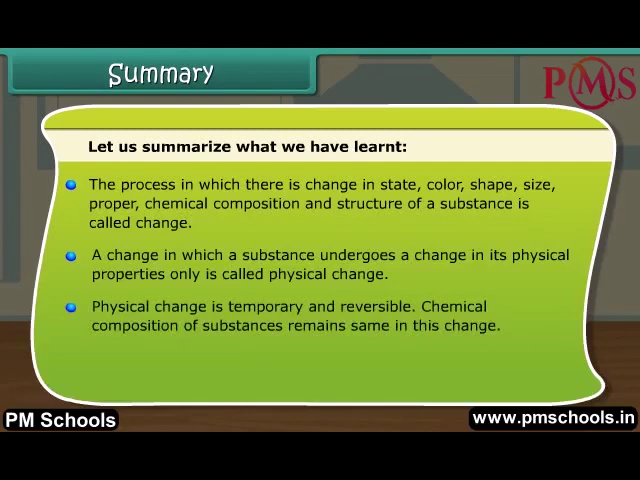 Summary
PMS
Let us summarize what we have learnt:
The process in which there is change in state, color, shape, size,
proper, chemical composition and structure of a substance is
called change.
A change in which a substance undergoes a change in its physical
properties only is called physical change.
Physical change is temporary and reversible. Chemical
composition of substances remains same in this change.
PM Schools
www.pmschools.in